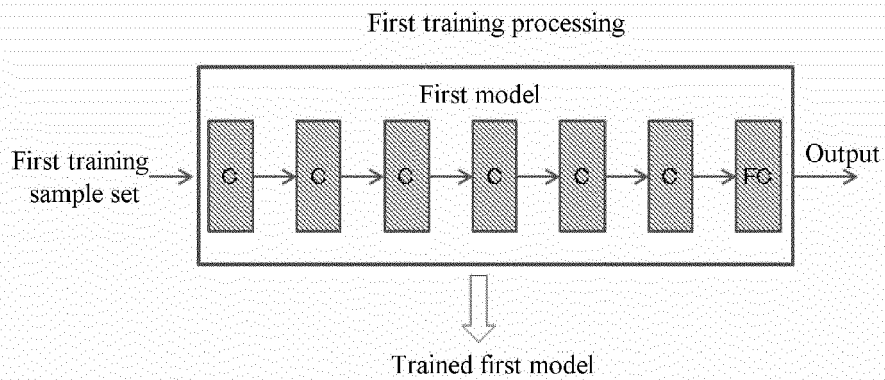 First training processing
First model
First training
sample set
C C C C C C FC
Output
Trained first model